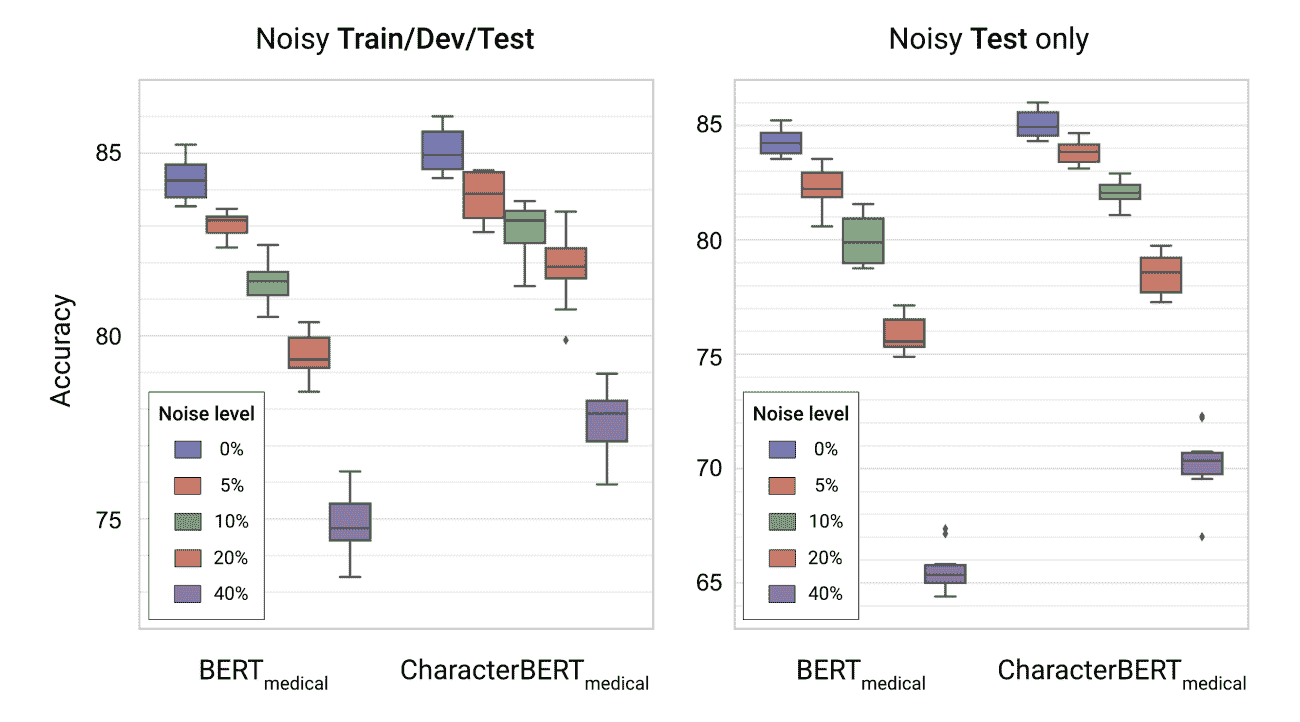 Noisy Train/Dev/Test
Accuracy
85
80
75
Noise level
0%
5%
10%
20%
40%
BERTmedical
CharacterBERTmedical
Noisy Test only
85
80
75
70
65
Noise level
0%
5%
10%
20%
40%
BERTmedical
CharacterBERTmedical